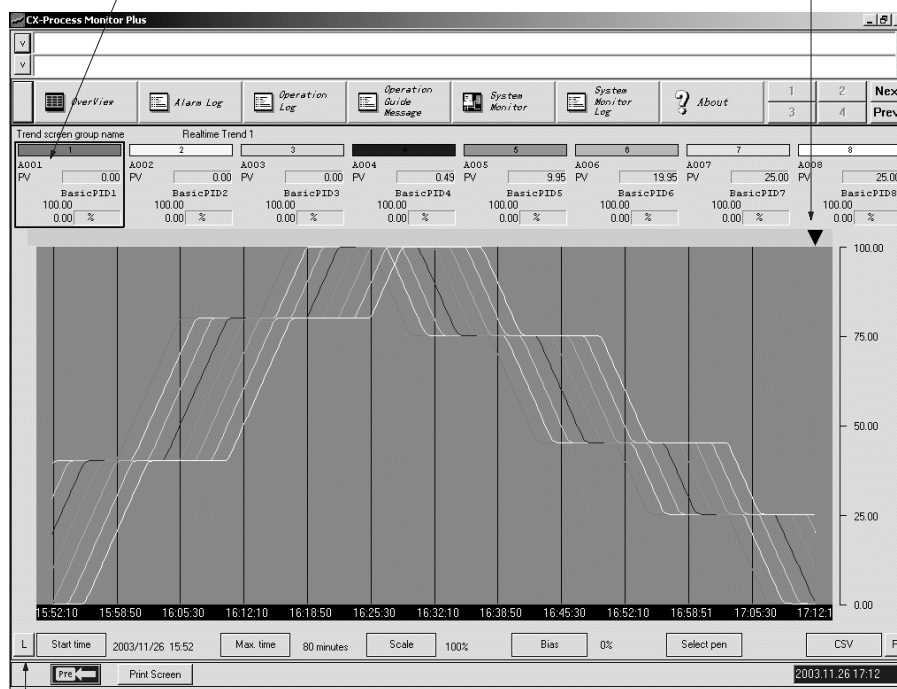 CX-Process Monitor Plus
v
v
OverView
Alarm Log
Operation Log
Operation Guide Message
System Monitor
System Monitor Log
? About
1 2
3 4
Trend screen group name Realtime Trend 1
1 2 3 4 5 6 7 8
A001 A002 A003 A004 A005 A006 A007 A008
PV 0.00 PV 0.00 PV 0.00 PV 0.49 PV 9.95 PV 19.95 PV 25.00 PV 25.00
BasicPID1 BasicPID2 BasicPID3 BasicPID4 BasicPID5 BasicPID6 BasicPID7 BasicPID8
100.00 100.00 100.00 100.00 100.00 100.00 100.00 100.00
0.00 % 0.00 % 0.00 % 0.00 % 0.00 % 0.00 % 0.00 % 0.00 %
100.00
75.00
50.00
25.00
0.00
15:52:10 15:58:50 16:05:30 16:12:10 16:18:50 16:25:30 16:32:10 16:38:50 16:45:30 16:52:10 16:58:51 17:05:30 17:12:1
L Start time 2003/11/26 15:52 Max. time 80 minutes Scale 100% Bias 0% Select pen CSV
Pre Print Screen 2003.11.26 17:12